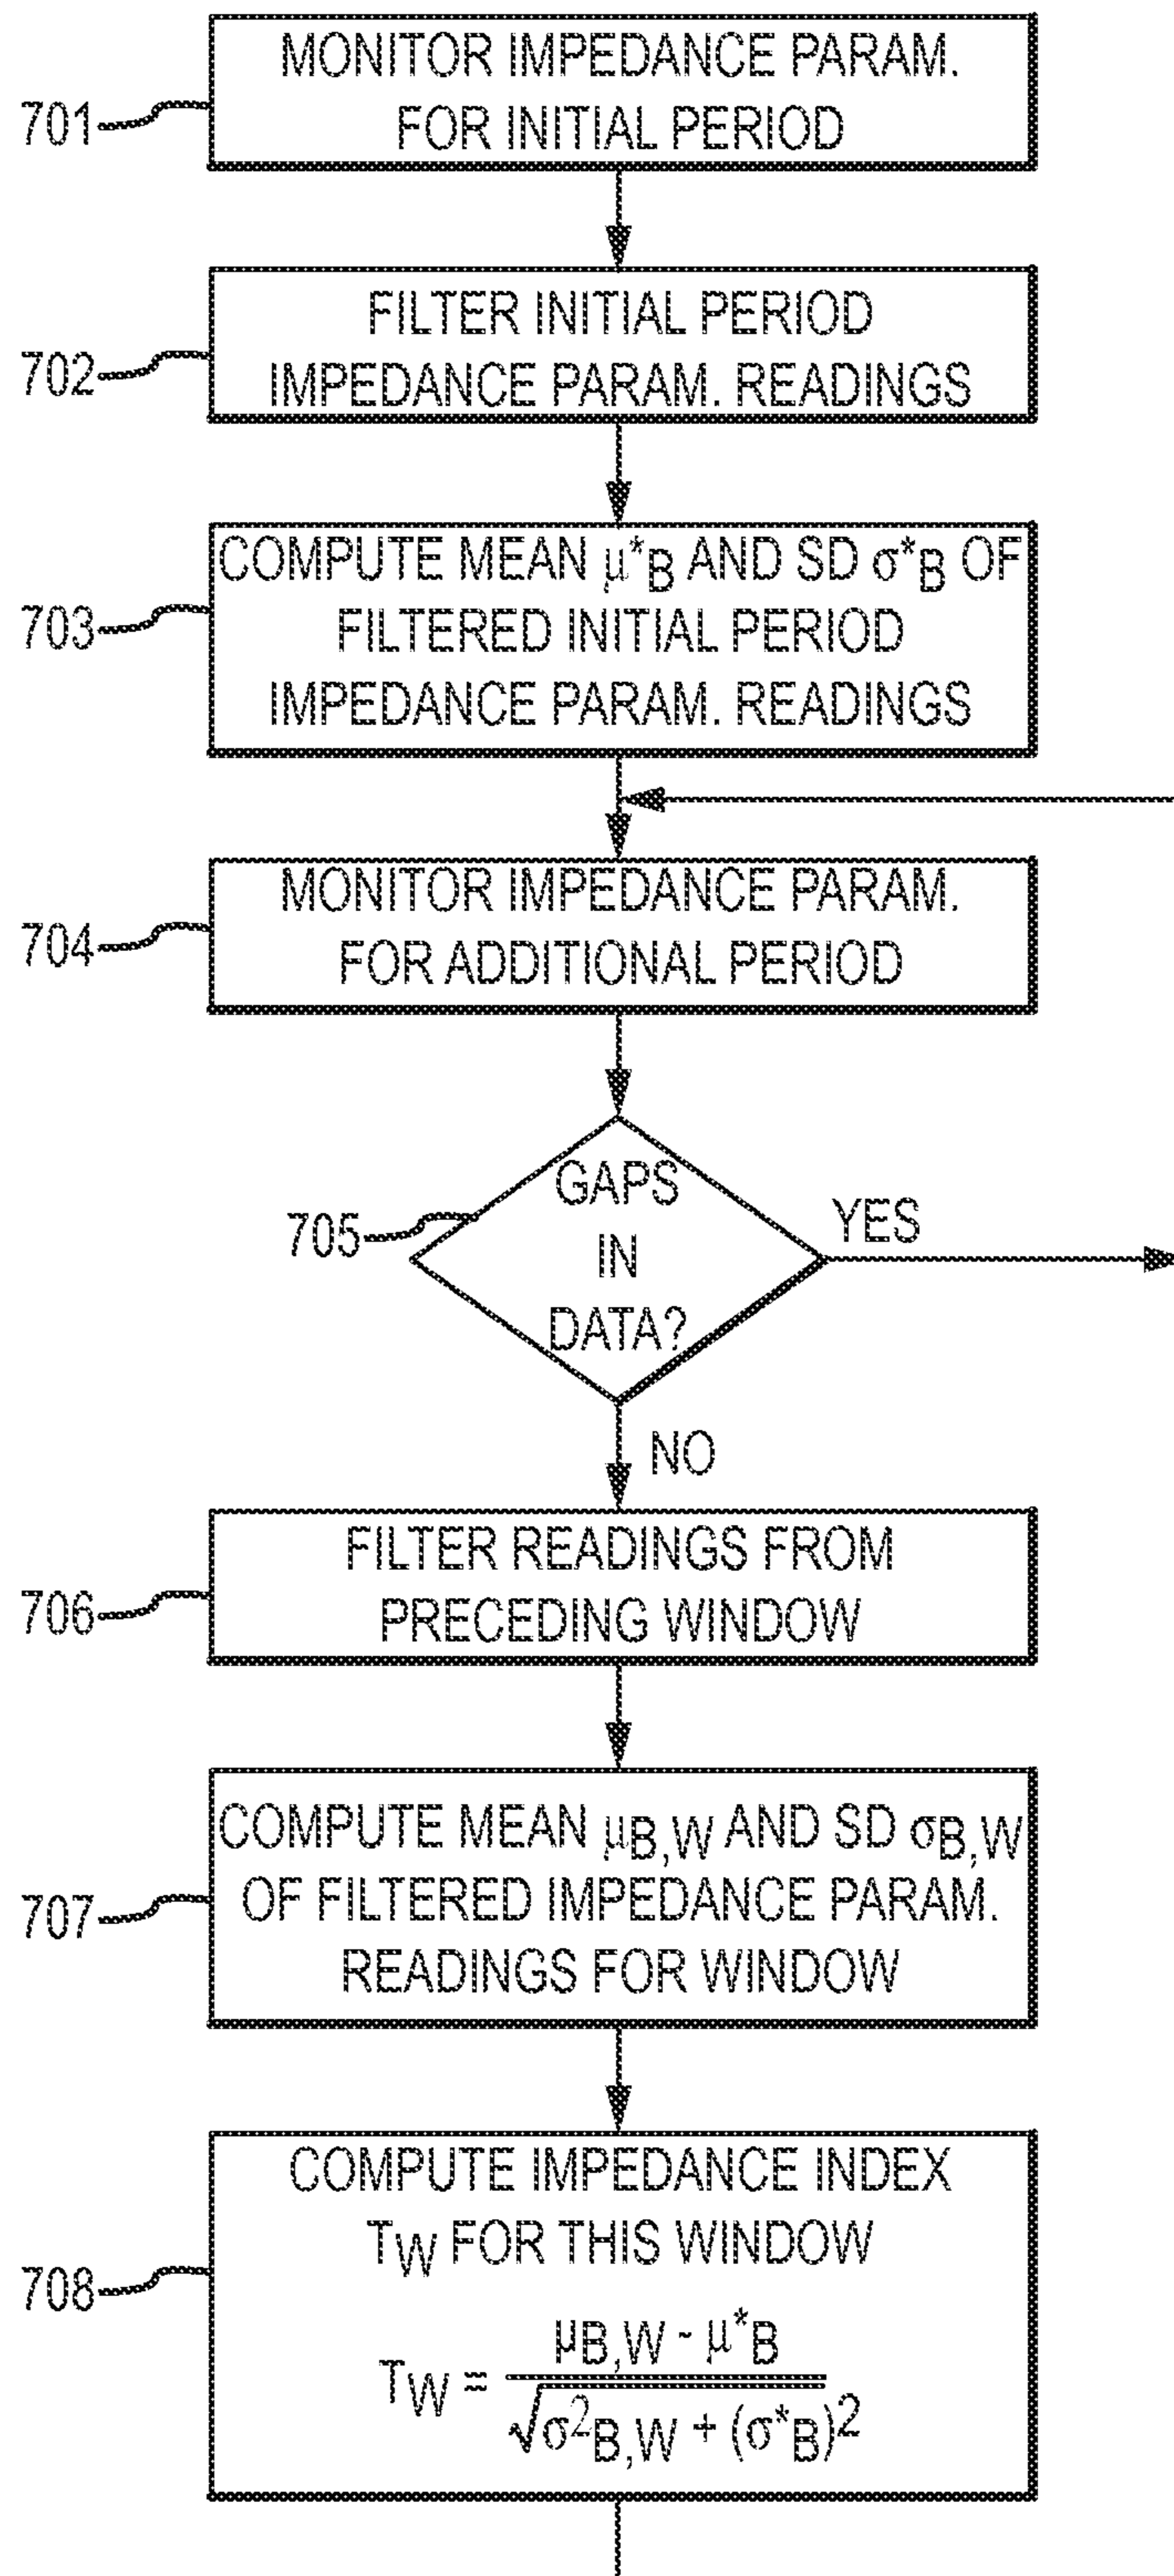 MONITOR IMPEDANCE PARAM.
FOR INITIAL PERIOD
701
FILTER INITIAL PERIOD
IMPEDANCE PARAM. READINGS
702
COMPUTE MEAN μ*B AND SD σ*B OF
FILTERED INITIAL PERIOD
IMPEDANCE PARAM. READINGS
703
MONITOR IMPEDANCE PARAM.
FOR ADDITIONAL PERIOD
704
GAPS
IN
DATA?
705
YES
NO
FILTER READINGS FROM
PRECEDING WINDOW
706
COMPUTE MEAN μB,W AND SD σB,W
OF FILTERED IMPEDANCE PARAM.
READINGS FOR WINDOW
707
COMPUTE IMPEDANCE INDEX
TW FOR THIS WINDOW
708
TW = (μB,W - μ*B) / √σ²B,W + (σ*B)²